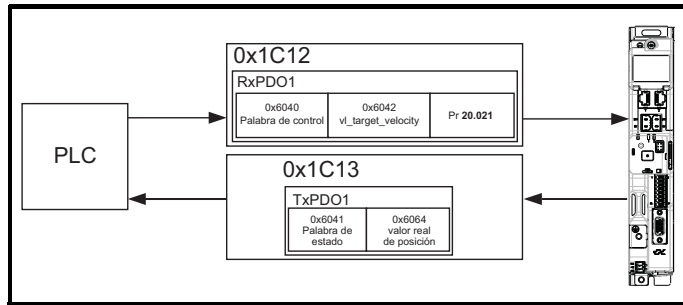 0x1C12
RxPDO1
0x6040
Palabra de control
0x6042
vl_target_velocity
Pr 20.021
PLC
0x1C13
TxPDO1
0x6041
Palabra de
estado
0x6064
valor real
de posición